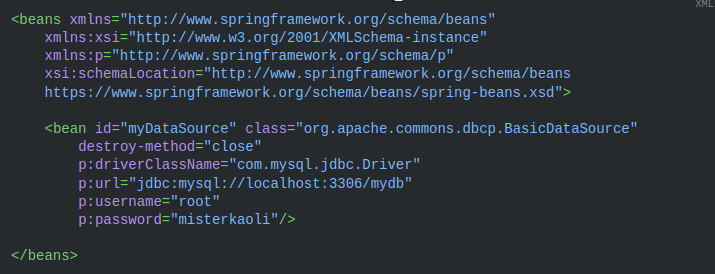 XML
<beans xmlns="http://www.springframework.org/schema/beans"
    xmlns:xsi="http://www.w3.org/2001/XMLSchema-instance"
    xmlns:p="http://www.springframework.org/schema/p"
    xsi:schemaLocation="http://www.springframework.org/schema/beans
    https://www.springframework.org/schema/beans/spring-beans.xsd">

    <bean id="myDataSource" class="org.apache.commons.dbcp.BasicDataSource"
        destroy-method="close"
        p:driverClassName="com.mysql.jdbc.Driver"
        p:url="jdbc:mysql://localhost:3306/mydb"
        p:username="root"
        p:password="misterkaoli"/>

</beans>